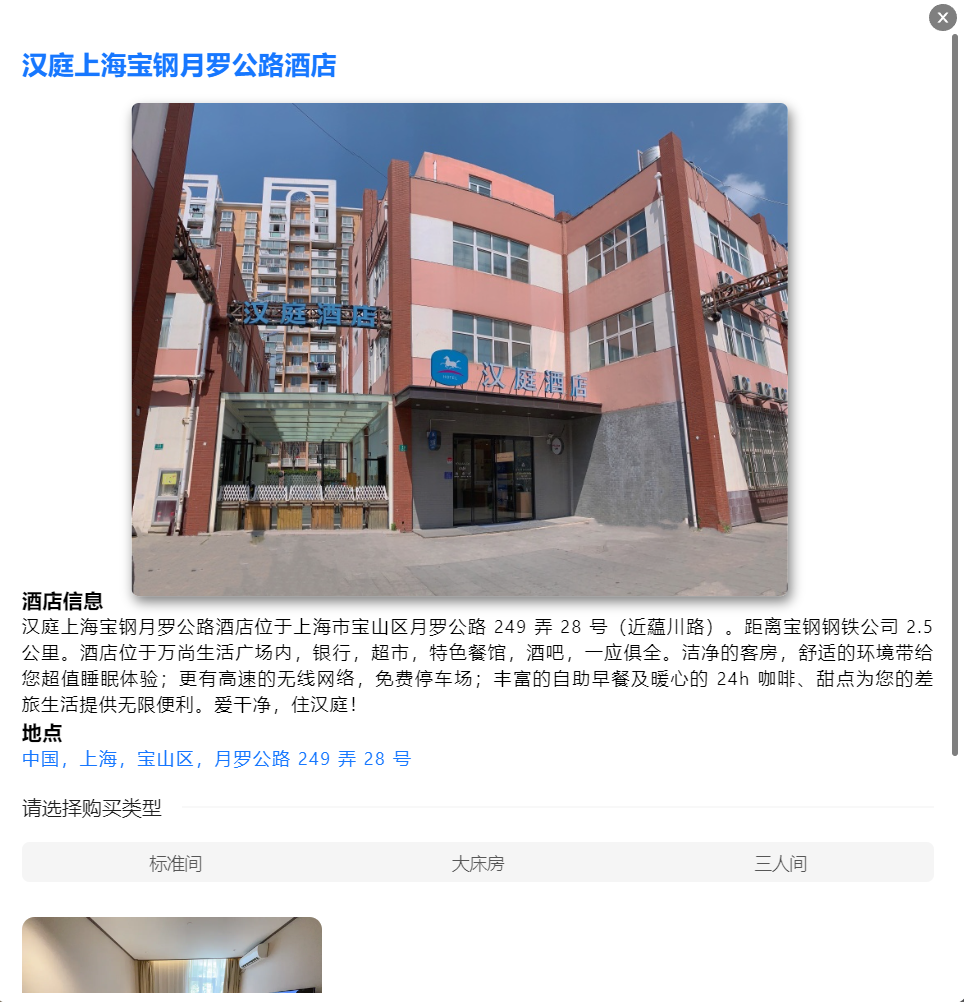 汉庭上海宝钢月罗公路酒店
汉庭酒店
汉庭酒店
酒店信息
汉庭上海宝钢月罗公路酒店位于上海市宝山区月罗公路 249 弄 28 号（近蕴川路）。距离宝钢钢铁公司 2.5
公里。酒店位于万尚生活广场内，银行，超市，特色餐馆，酒吧，一应俱全。洁净的客房，舒适的环境带给
您超值睡眠体验；更有高速的无线网络，免费停车场；丰富的自助早餐及暖心的 24h 咖啡、甜点为您的差
旅生活提供无限便利。爱干净，住汉庭！
地点
中国，上海，宝山区，月罗公路 249 弄 28 号
请选择购买类型
标准间 大床房 三人间